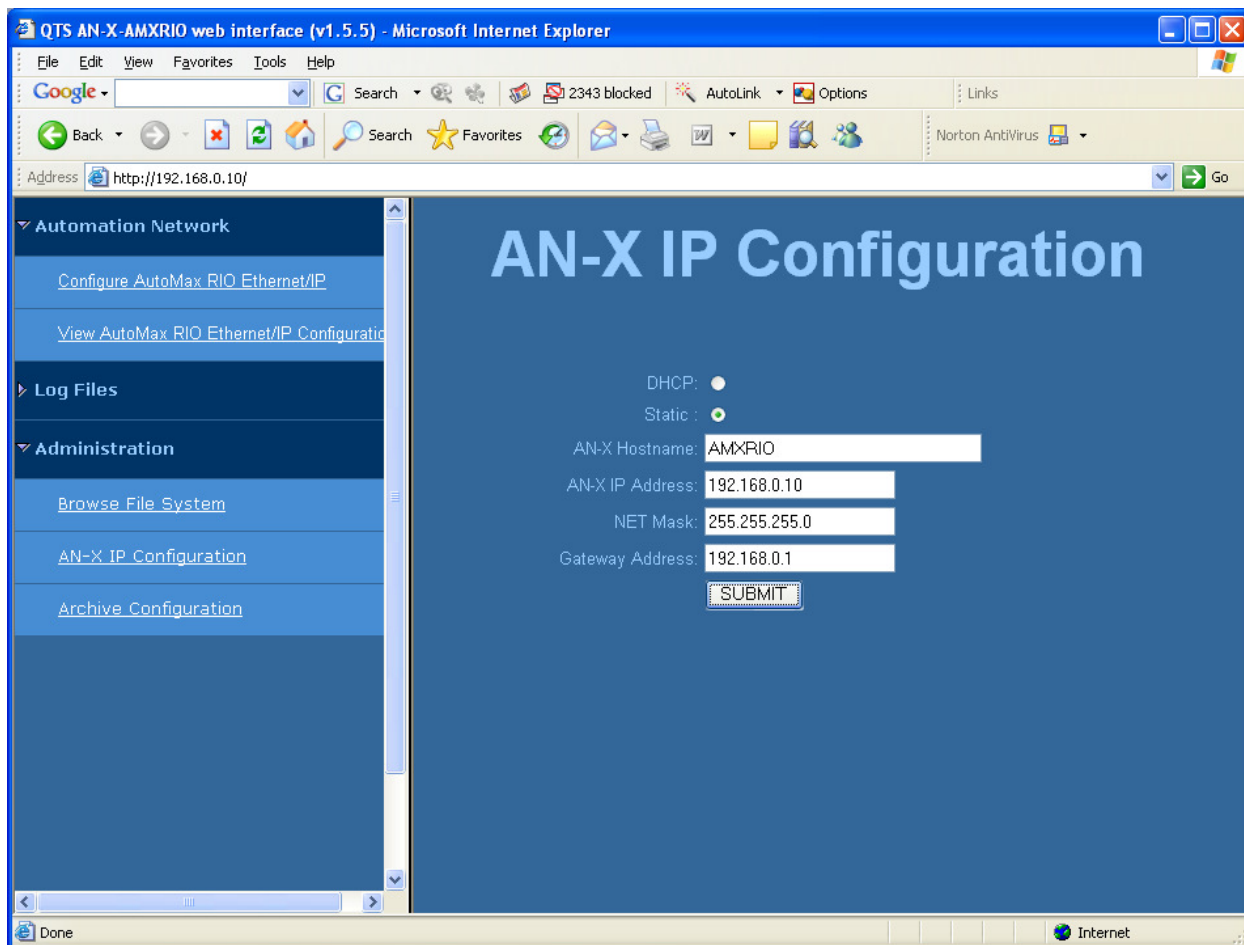 QTS AN-X-AMXRIO web interface (v1.5.5) - Microsoft Internet Explorer
File Edit View Favorites Tools Help
Google Search 2343 blocked AutoLink Options Links
Back Search Favorites Norton AntiVirus
Address http://192.168.0.10/ Go
Automation Network
Configure AutoMax RIO Ethernet/IP
View AutoMax RIO Ethernet/IP Configuratio
Log Files
Administration
Browse File System
AN-X IP Configuration
Archive Configuration
AN-X IP Configuration
DHCP:
Static :
AN-X Hostname: AMXRIO
AN-X IP Address: 192.168.0.10
NET Mask: 255.255.255.0
Gateway Address: 192.168.0.1
SUBMIT
Done Internet